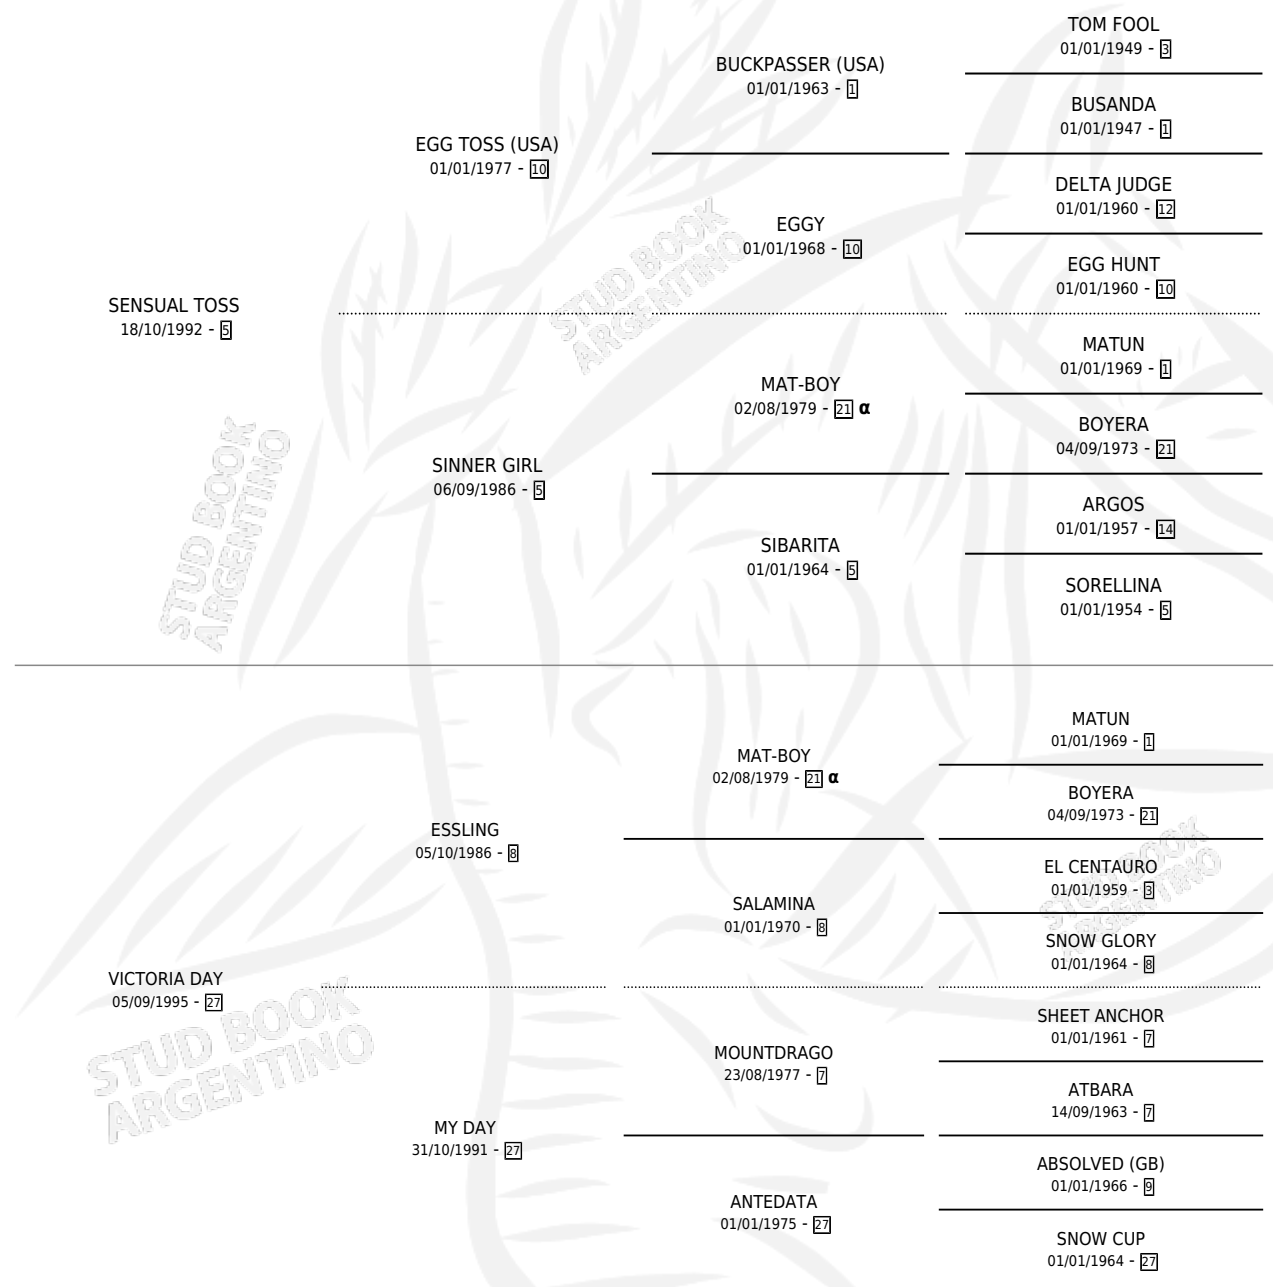 TOM FOOL
01/01/1949 - 3
BUCKPASSER (USA)
01/01/1963 - 1
BUSANDA
01/01/1947 - 1
EGG TOSS (USA)
01/01/1977 - 10
DELTA JUDGE
01/01/1960 - 12
EGGY
01/01/1968 - 10
EGG HUNT
01/01/1960 - 10
SENSUAL TOSS
18/10/1992 - 5
MATUN
01/01/1969 - 1
MAT-BOY
02/08/1979 - 21 α
BOYERA
04/09/1973 - 21
SINNER GIRL
06/09/1986 - 5
ARGOS
01/01/1957 - 14
SIBARITA
01/01/1964 - 5
SORELLINA
01/01/1954 - 5
MATUN
01/01/1969 - 1
MAT-BOY
02/08/1979 - 21 α
BOYERA
04/09/1973 - 21
ESSLING
05/10/1986 - 8
EL CENTAURO
01/01/1959 - 3
SALAMINA
01/01/1970 - 8
SNOW GLORY
01/01/1964 - 8
VICTORIA DAY
05/09/1995 - 27
SHEET ANCHOR
01/01/1961 - 7
MOUNTDRAGO
23/08/1977 - 7
ATBARA
14/09/1963 - 7
MY DAY
31/10/1991 - 27
ABSOLVED (GB)
01/01/1966 - 9
ANTEDATA
01/01/1975 - 27
SNOW CUP
01/01/1964 - 27
STUD BOOK
ARGENTINO
STUD BOOK
ARGENTINO
STUD BOOK
ARGENTINO
STUD BOOK
ARGENTINO